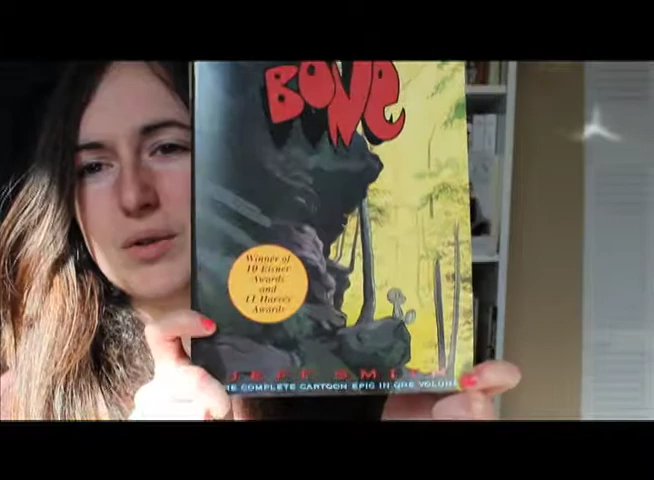 BONE
Winner of
10 Eisner
Awards
and
11 Harvey
Awards
JEFF SMITH
THE COMPLETE CARTOON EPIC IN ONE VOLUME